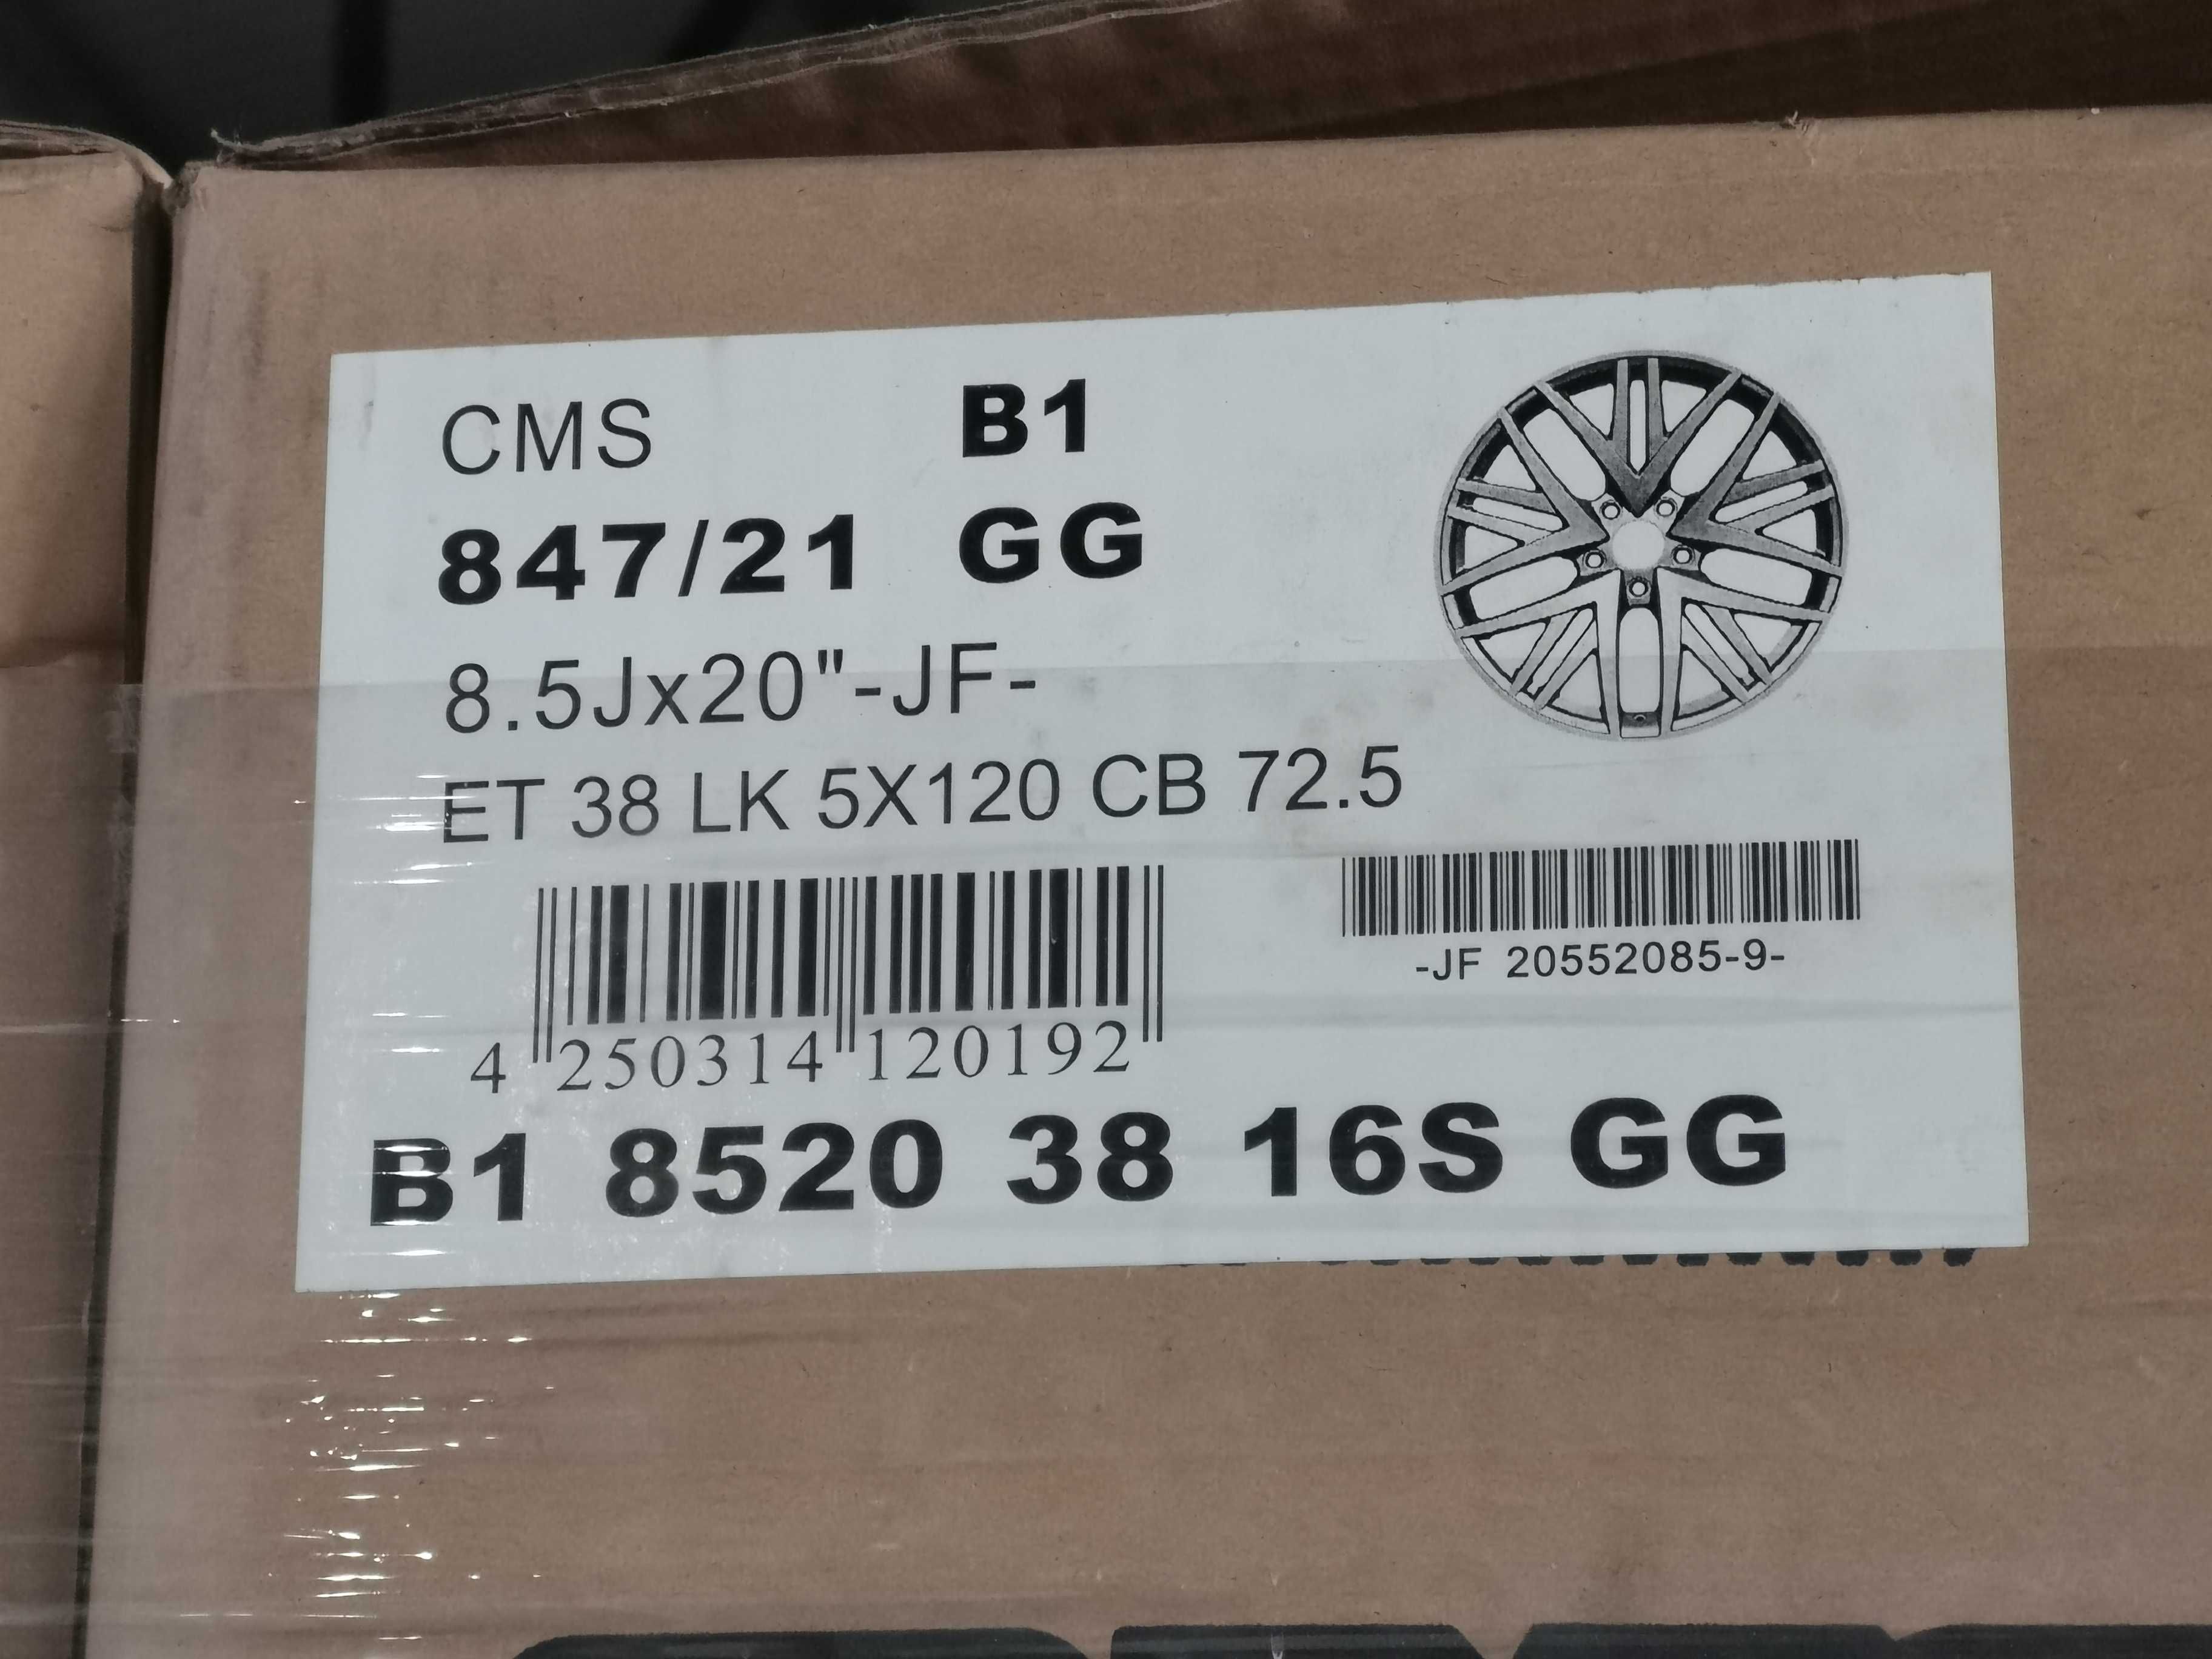 CMS B1
847/21 GG
8.5Jx20"-JF-
ET 38 LK 5X120 CB 72.5
-JF 20552085-9-
4 250314 120192
B1 8520 38 16S GG